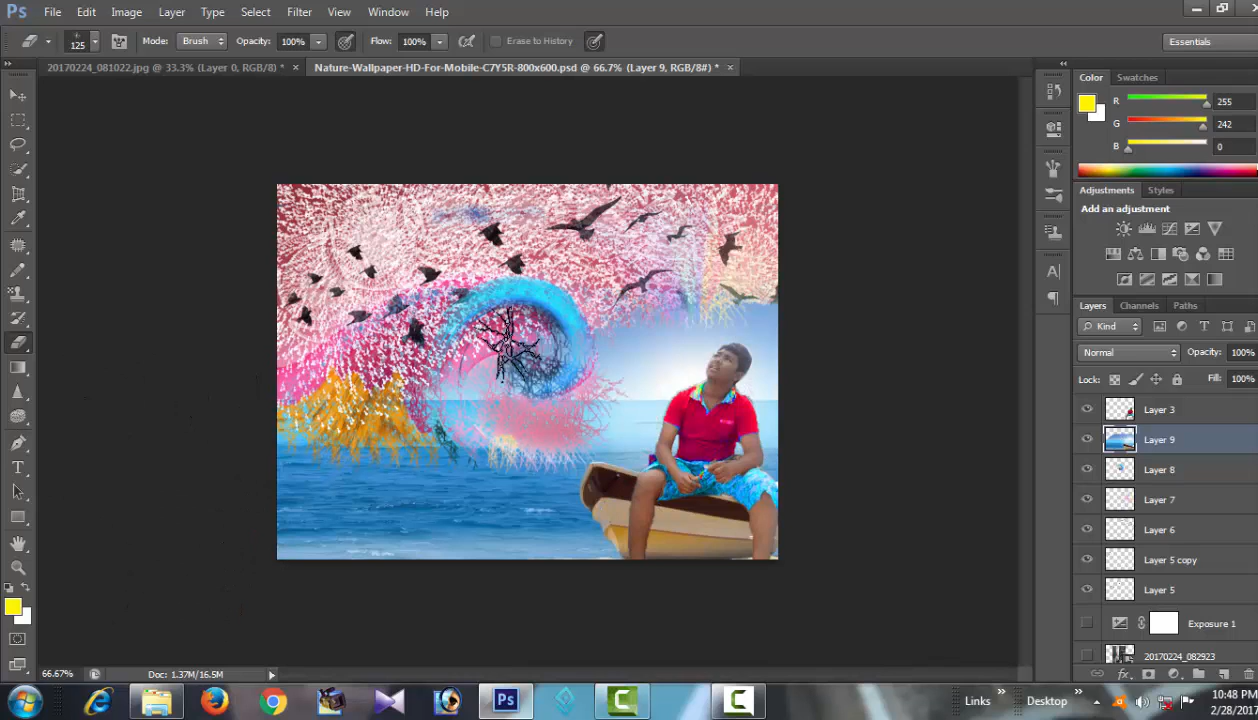 Ps File Edit Image Layer Type Select Filter View Window Help
125 Mode: Brush Opacity: 100% Flow: 100% Erase to History Essentials
20170224_081022.jpg @ 33.3% (Layer 0, RGB/8) * × Nature-Wallpaper-HD-For-Mobile-C7Y5R-800x600.psd @ 66.7% (Layer 9, RGB/8#) * ×
Color Swatches
R 255
G 242
B 0
Adjustments Styles
Add an adjustment
Layers Channels Paths
Kind
Normal Opacity: 100%
Lock: Fill: 100%
Layer 3
Layer 9
Layer 8
Layer 7
Layer 6
Layer 5 copy
Layer 5
Exposure 1
20170224_082923
66.67% Doc: 1.37M/16.5M
Ps Links » Desktop »
10:48 PM
2/28/201